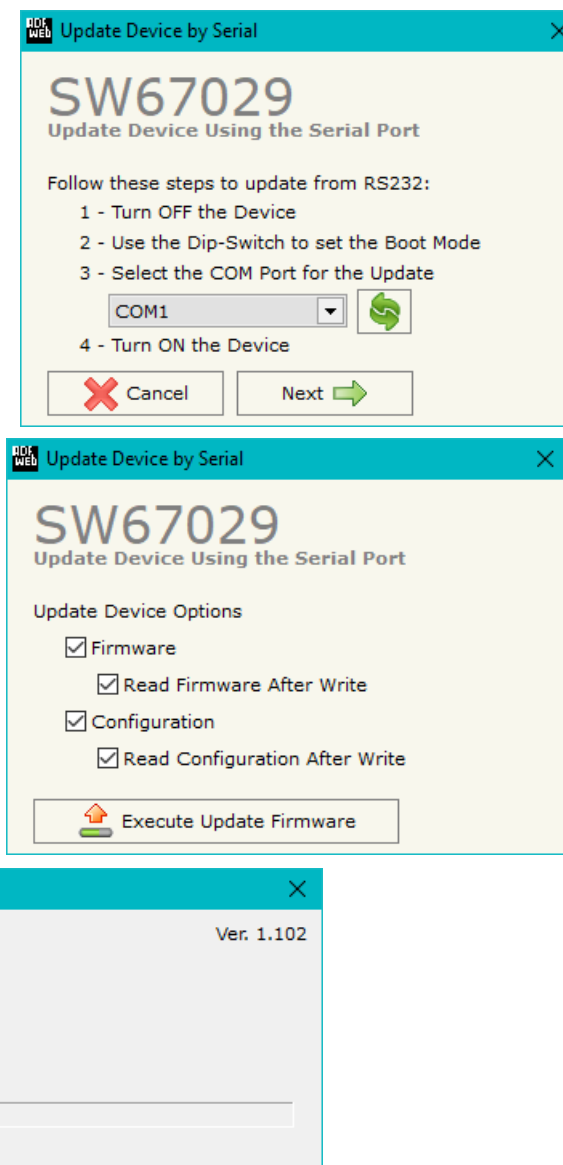 ADF
WEB
Update Device by Serial
SW67029
Update Device Using the Serial Port
Follow these steps to update from RS232:
1 - Turn OFF the Device
2 - Use the Dip-Switch to set the Boot Mode
3 - Select the COM Port for the Update
COM1
4 - Turn ON the Device
Cancel Next
ADF
WEB
Update Device by Serial
SW67029
Update Device Using the Serial Port
Update Device Options
Firmware
Read Firmware After Write
Configuration
Read Configuration After Write
Execute Update Firmware
Ver. 1.102